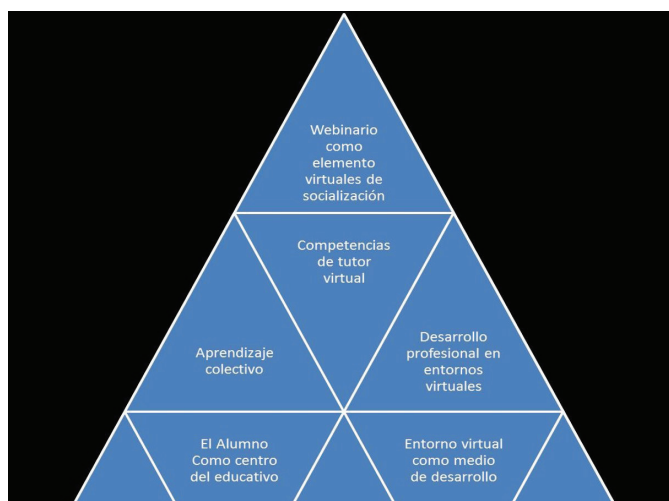 Webinario
como
elemento
virtuales de
socialización
Competencias
de tutor
virtual
Aprendizaje
colectivo
Desarrollo
profesional en
entornos
virtuales
El Alumno
Como centro
del educativo
Entorno virtual
como medio
de desarrollo